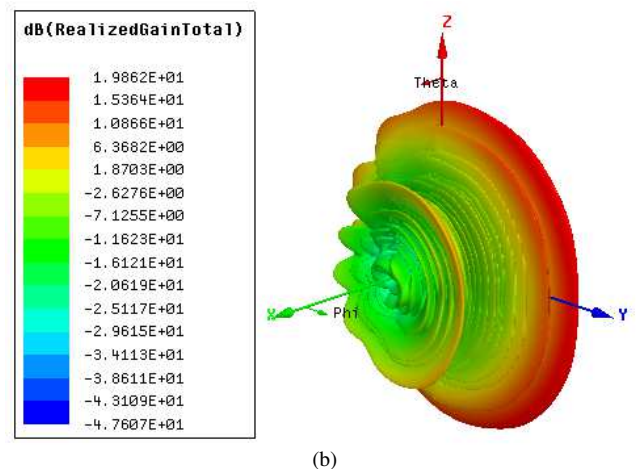 dB(RealizedGainTotal)
1.9862E+01
1.5364E+01
1.0866E+01
6.3682E+00
1.8703E+00
-2.6276E+00
-7.1255E+00
-1.1623E+01
-1.6121E+01
-2.0619E+01
-2.5117E+01
-2.9615E+01
-3.4113E+01
-3.8611E+01
-4.3109E+01
-4.7607E+01
Z
Theta
X
Phi
Y
(b)